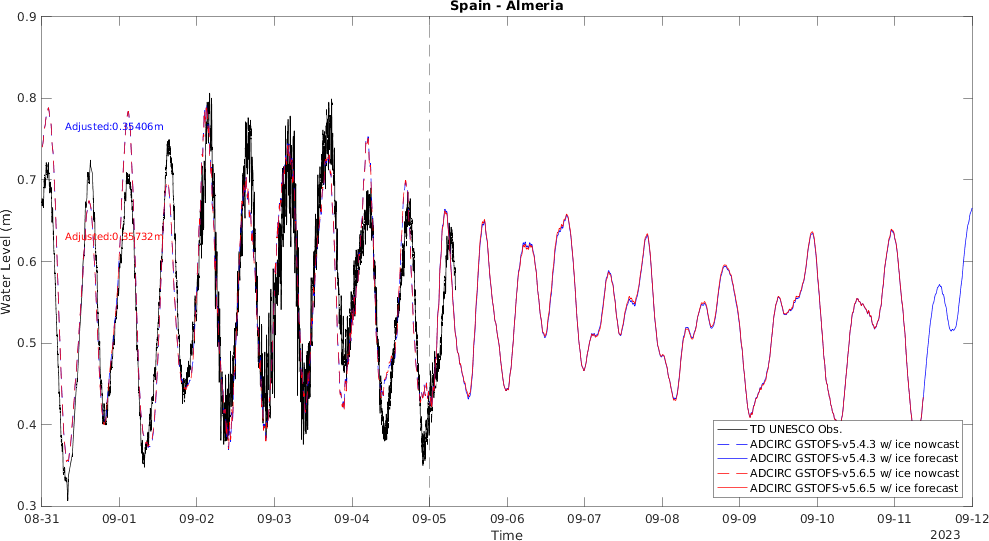 Spain - Almeria
0.9
0.8
0.7
0.6
0.5
0.4
0.3
Water Level (m)
Adjusted:0.35406m
Adjusted:0.35732m
TD UNESCO Obs.
ADCIRC GSTOFS-v5.4.3 w/ ice nowcast
ADCIRC GSTOFS-v5.4.3 w/ ice forecast
ADCIRC GSTOFS-v5.6.5 w/ ice nowcast
ADCIRC GSTOFS-v5.6.5 w/ ice forecast
08-31 09-01 09-02 09-03 09-04 09-05 09-06 09-07 09-08 09-09 09-10 09-11 09-12
Time
2023